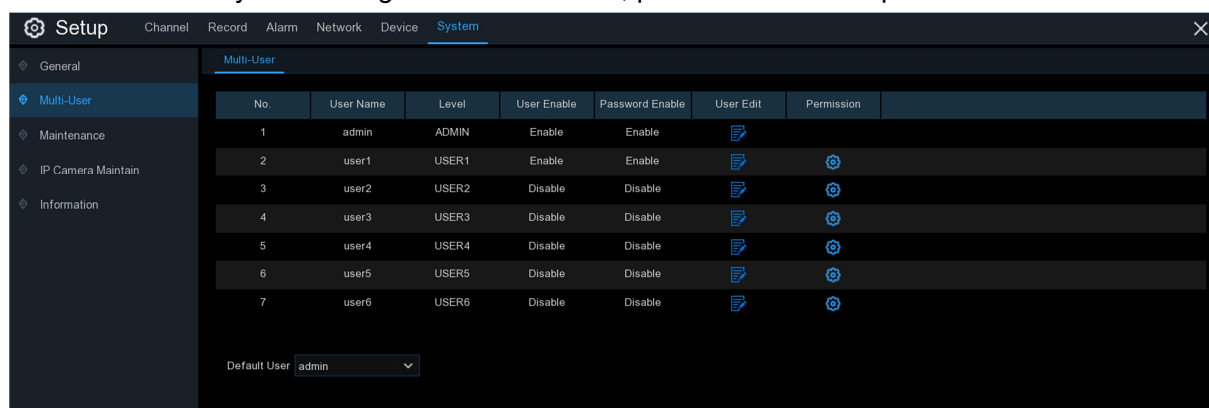 Setup Channel Record Alarm Network Device System
General
Multi-User
Maintenance
IP Camera Maintain
Information
Multi-User
No. User Name Level User Enable Password Enable User Edit Permission
1 admin ADMIN Enable Enable
2 user1 USER1 Enable Enable
3 user2 USER2 Disable Disable
4 user3 USER3 Disable Disable
5 user4 USER4 Disable Disable
6 user5 USER5 Disable Disable
7 user6 USER6 Disable Disable
Default User admin